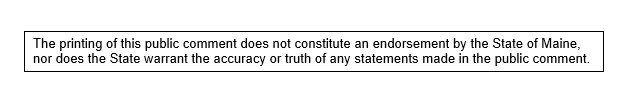 The printing of this public comment does not constitute an endorsement by the State of Maine,
nor does the State warrant the accuracy or truth of any statements made in the public comment.